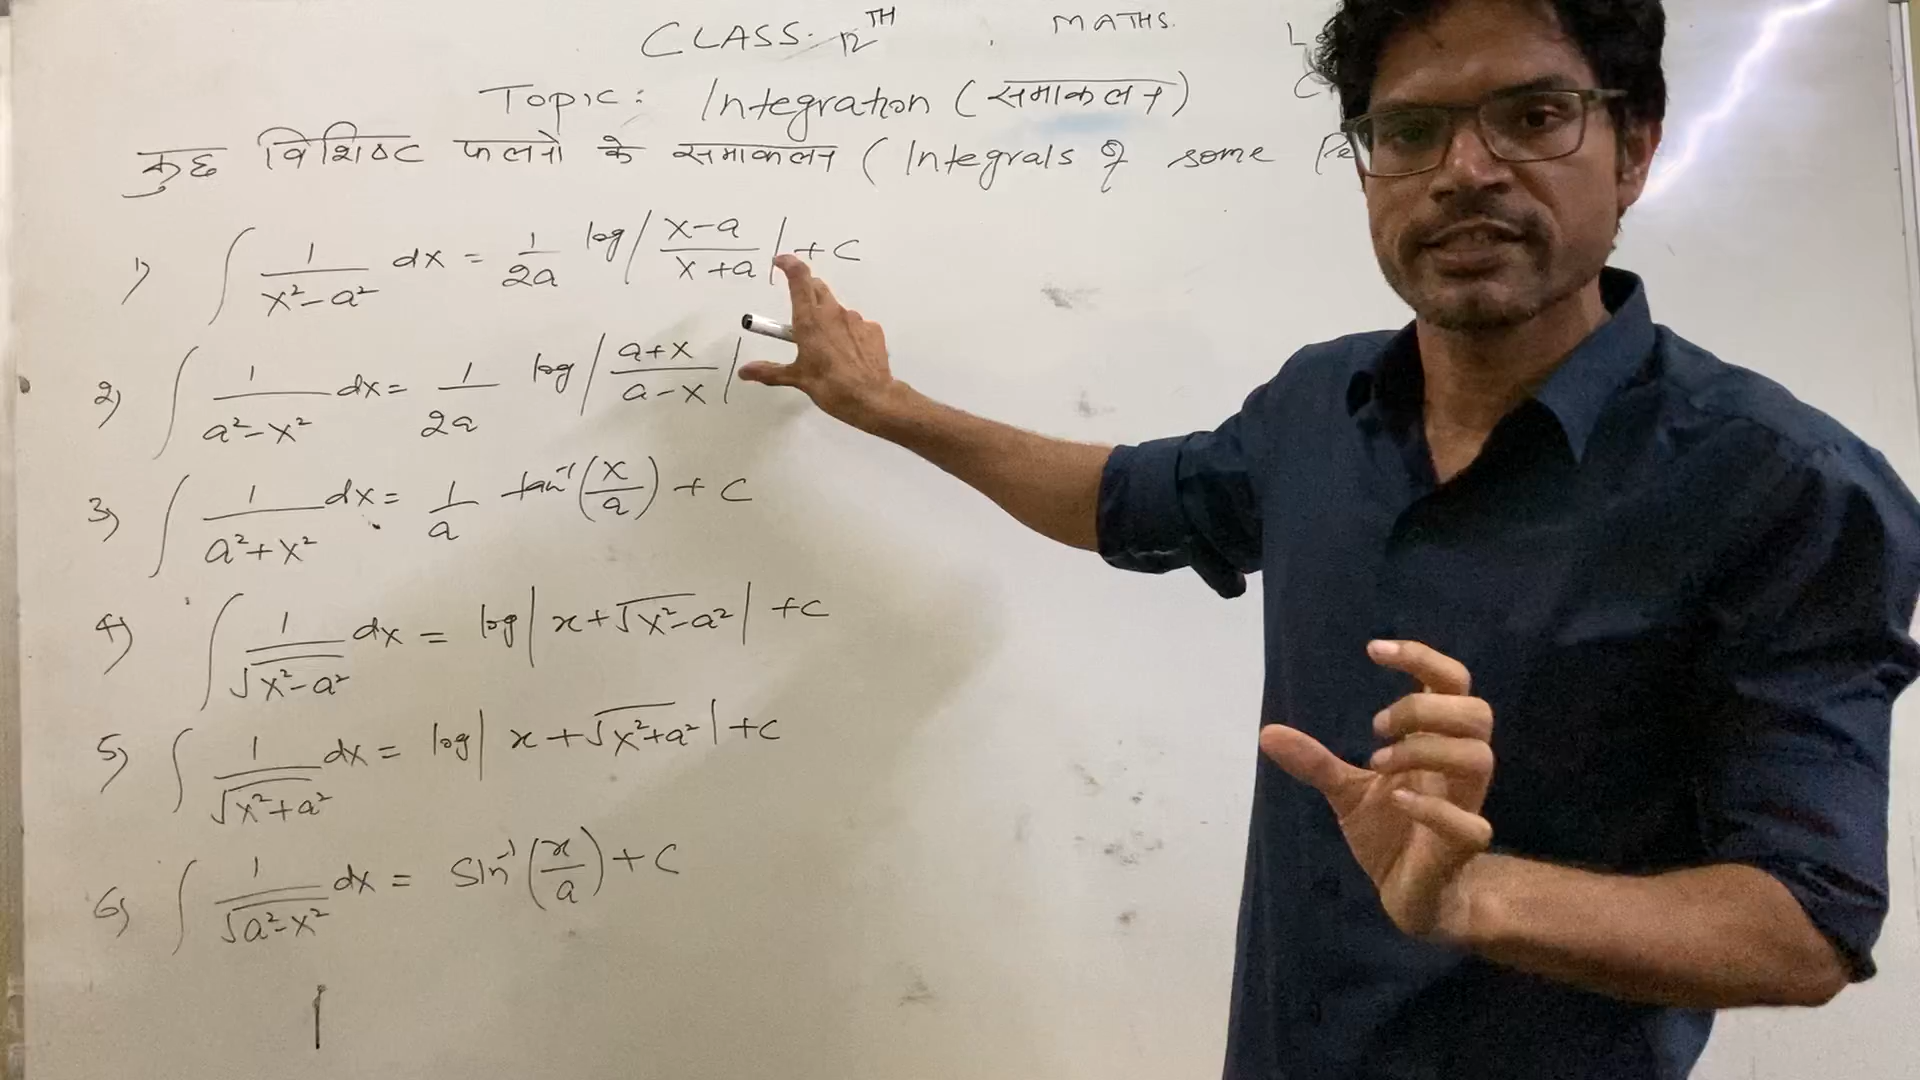 CLASS. 12TH . MATHS.
Topic: Integration (समाकलन)
कुछ विशिष्ट फलनो के समाकलन ( Integrals of some
1) ∫ 1/(x²-a²) dx = 1/2a log|(x-a)/(x+a)| + C
2) ∫ 1/(a²-x²) dx = 1/2a log|(a+x)/(a-x)|
3) ∫ 1/(a²+x²) dx = 1/a tan⁻¹(x/a) + C
4) ∫ 1/√(x²-a²) dx = log|x+√(x²-a²)| + C
5) ∫ 1/√(x²+a²) dx = log|x+√(x²+a²)| + C
6) ∫ 1/√(a²-x²) dx = Sin⁻¹(x/a) + C